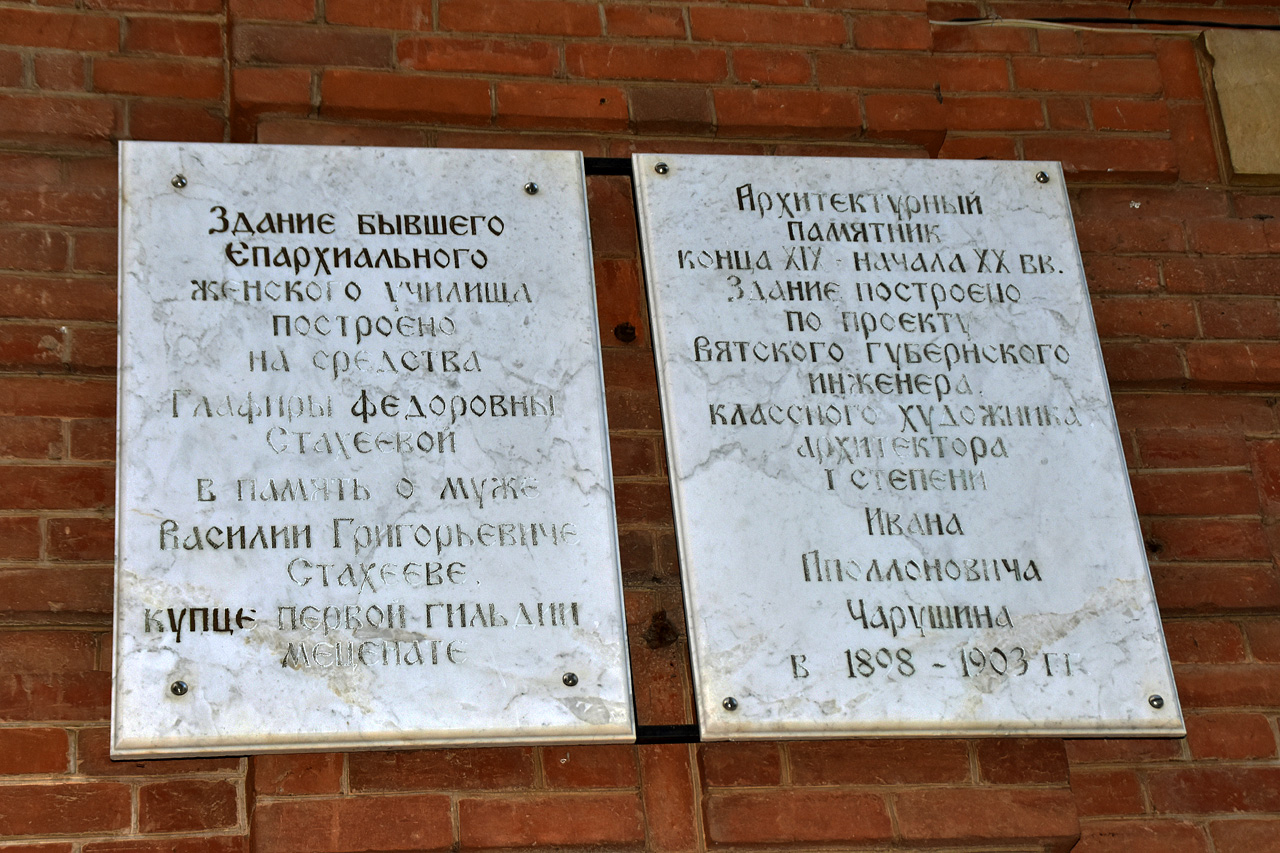 Здание бывшего
Епархиального
женского училища
построено
на средства
Глафиры Федоровны
Стахеевой
в память о муже
Василии Григорьевиче
Стахееве.
купце первой гильдии
меценате
Архитектурный
памятник
конца XIX - начала XX вв.
Здание построено
по проекту
Вятского губернского
инженера.
классного художника
архитектора
I степени
Ивана
Апполлоновича
Чарушина
в 1898 - 1903 гг.